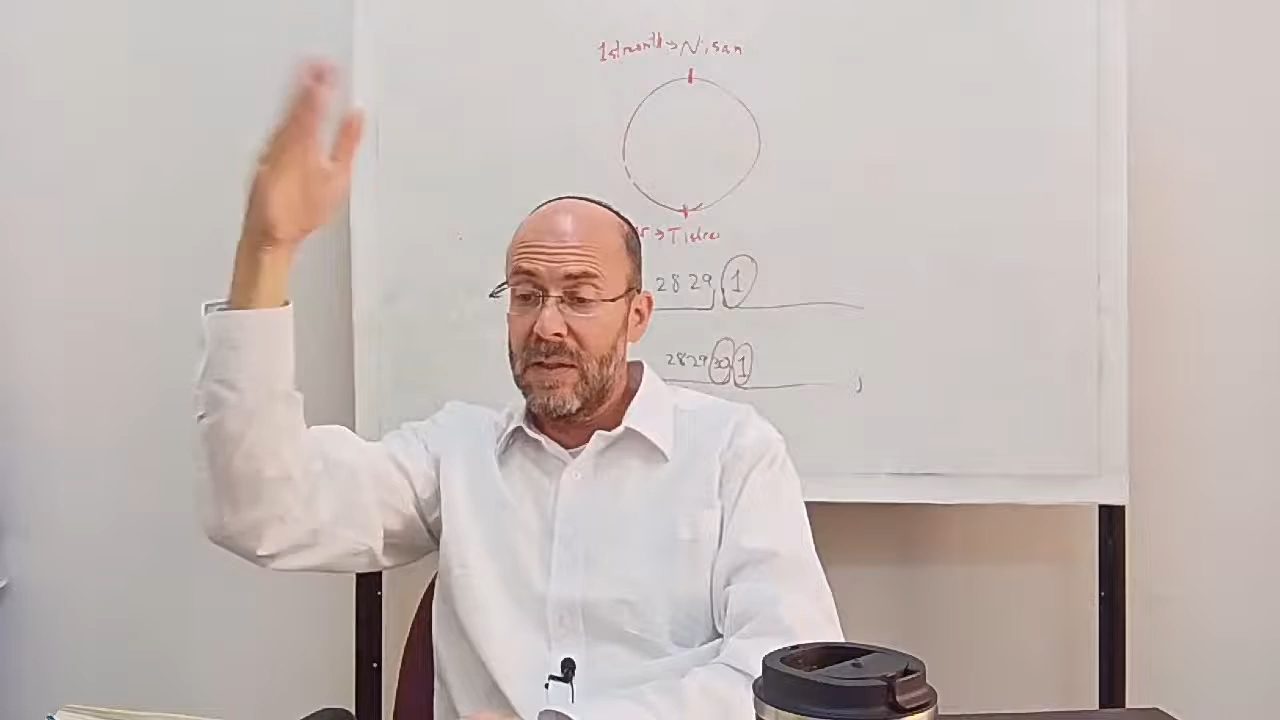 1st month → Nisan
→ Tishrei
28 29 1
28 29 30 1